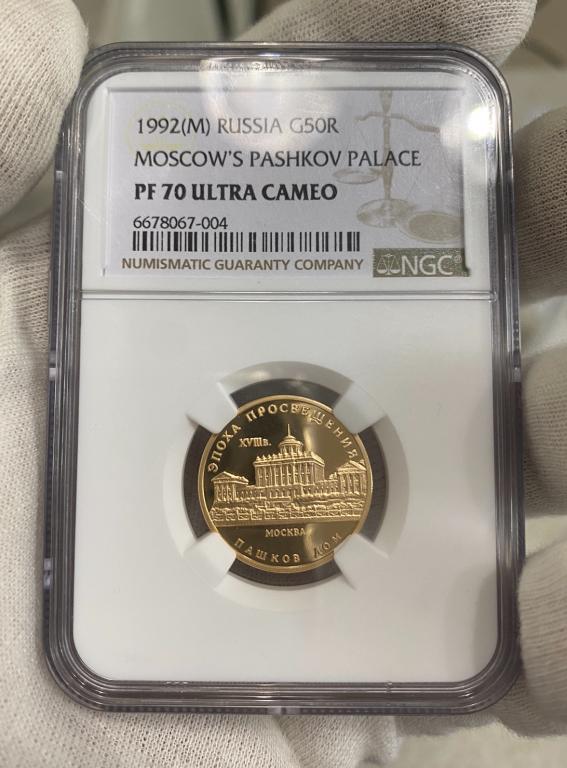 1992(M) RUSSIA G50R
MOSCOW'S PASHKOV PALACE
PF 70 ULTRA CAMEO
6678067-004
NUMISMATIC GUARANTY COMPANY
NGC®
ЭПОХА ПРОСВЕЩЕНИЯ
XVIIIв.
МОСКВА
ПАШКОВ ДОМ